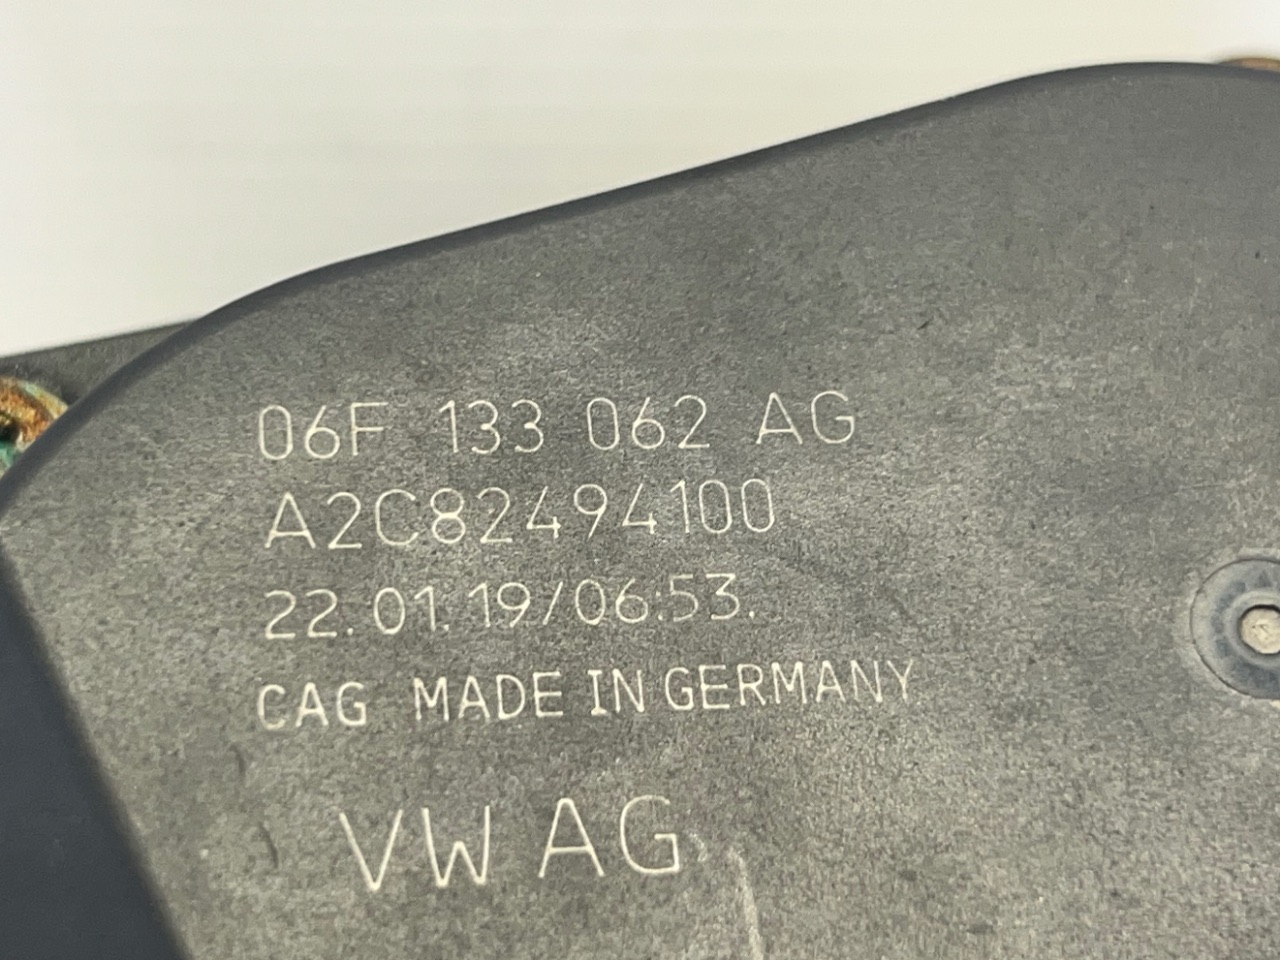 06F 133 062 AG
A2C82494100
22.01.19/06:53.
CAG MADE IN GERMANY
VW AG